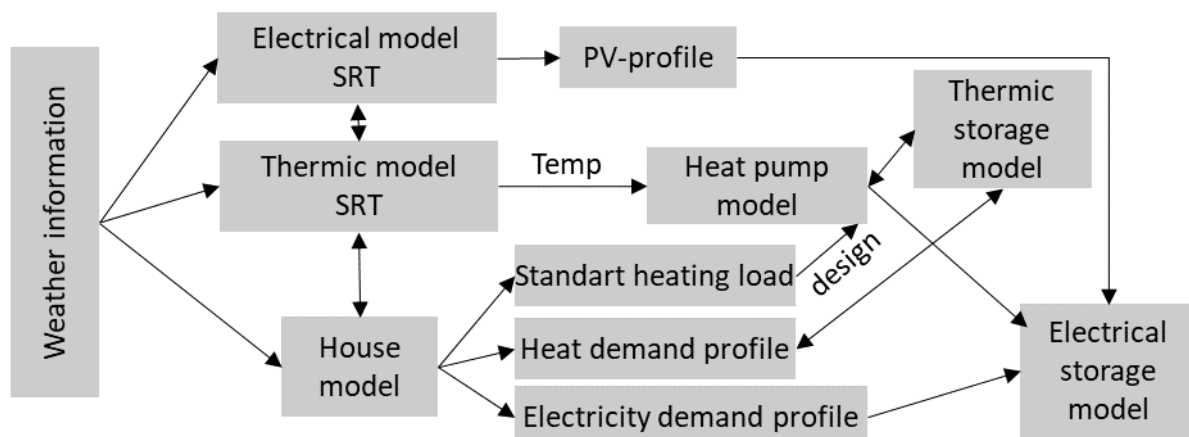 Weather information
Electrical model
SRT
PV-profile
Thermic
storage
model
Thermic model
SRT
Temp
Heat pump
model
Standart heating load
design
House
model
Heat demand profile
Electricity demand profile
Electrical
storage
model